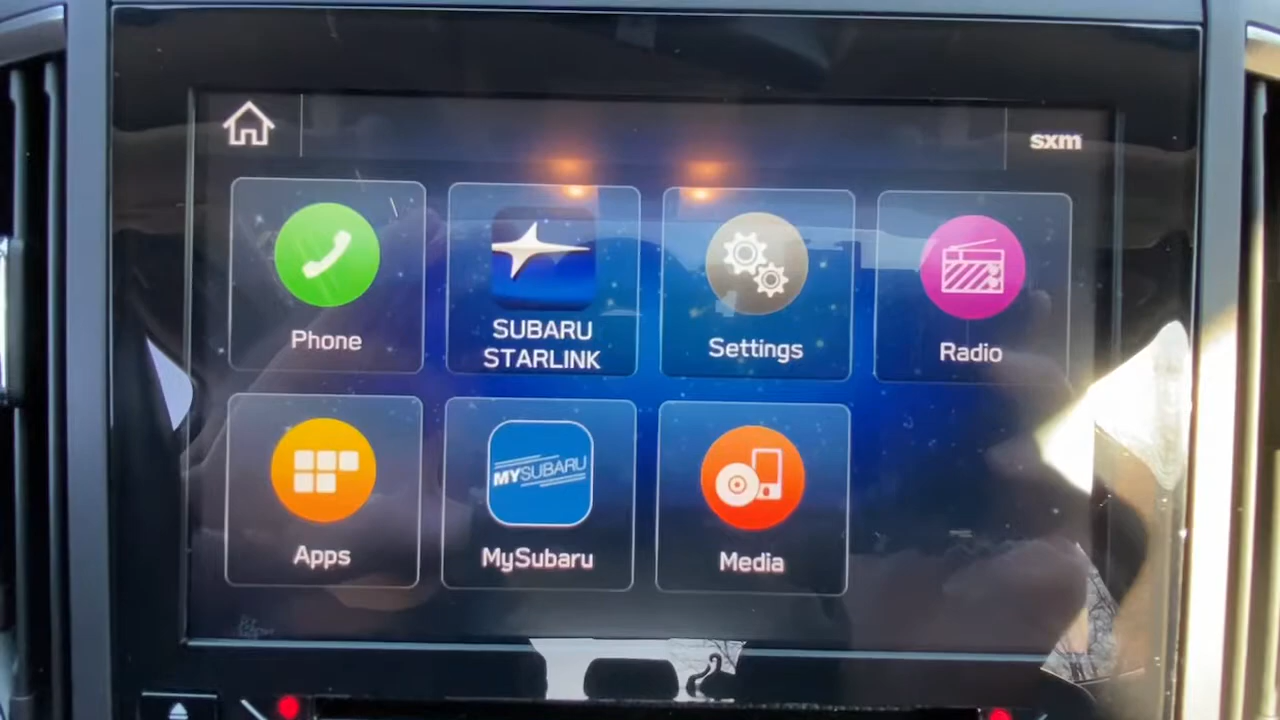 sxm
Phone
SUBARU
STARLINK
Settings
Radio
MYSUBARU
Apps
MySubaru
Media